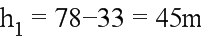 h₁ = 78−33 = 45m